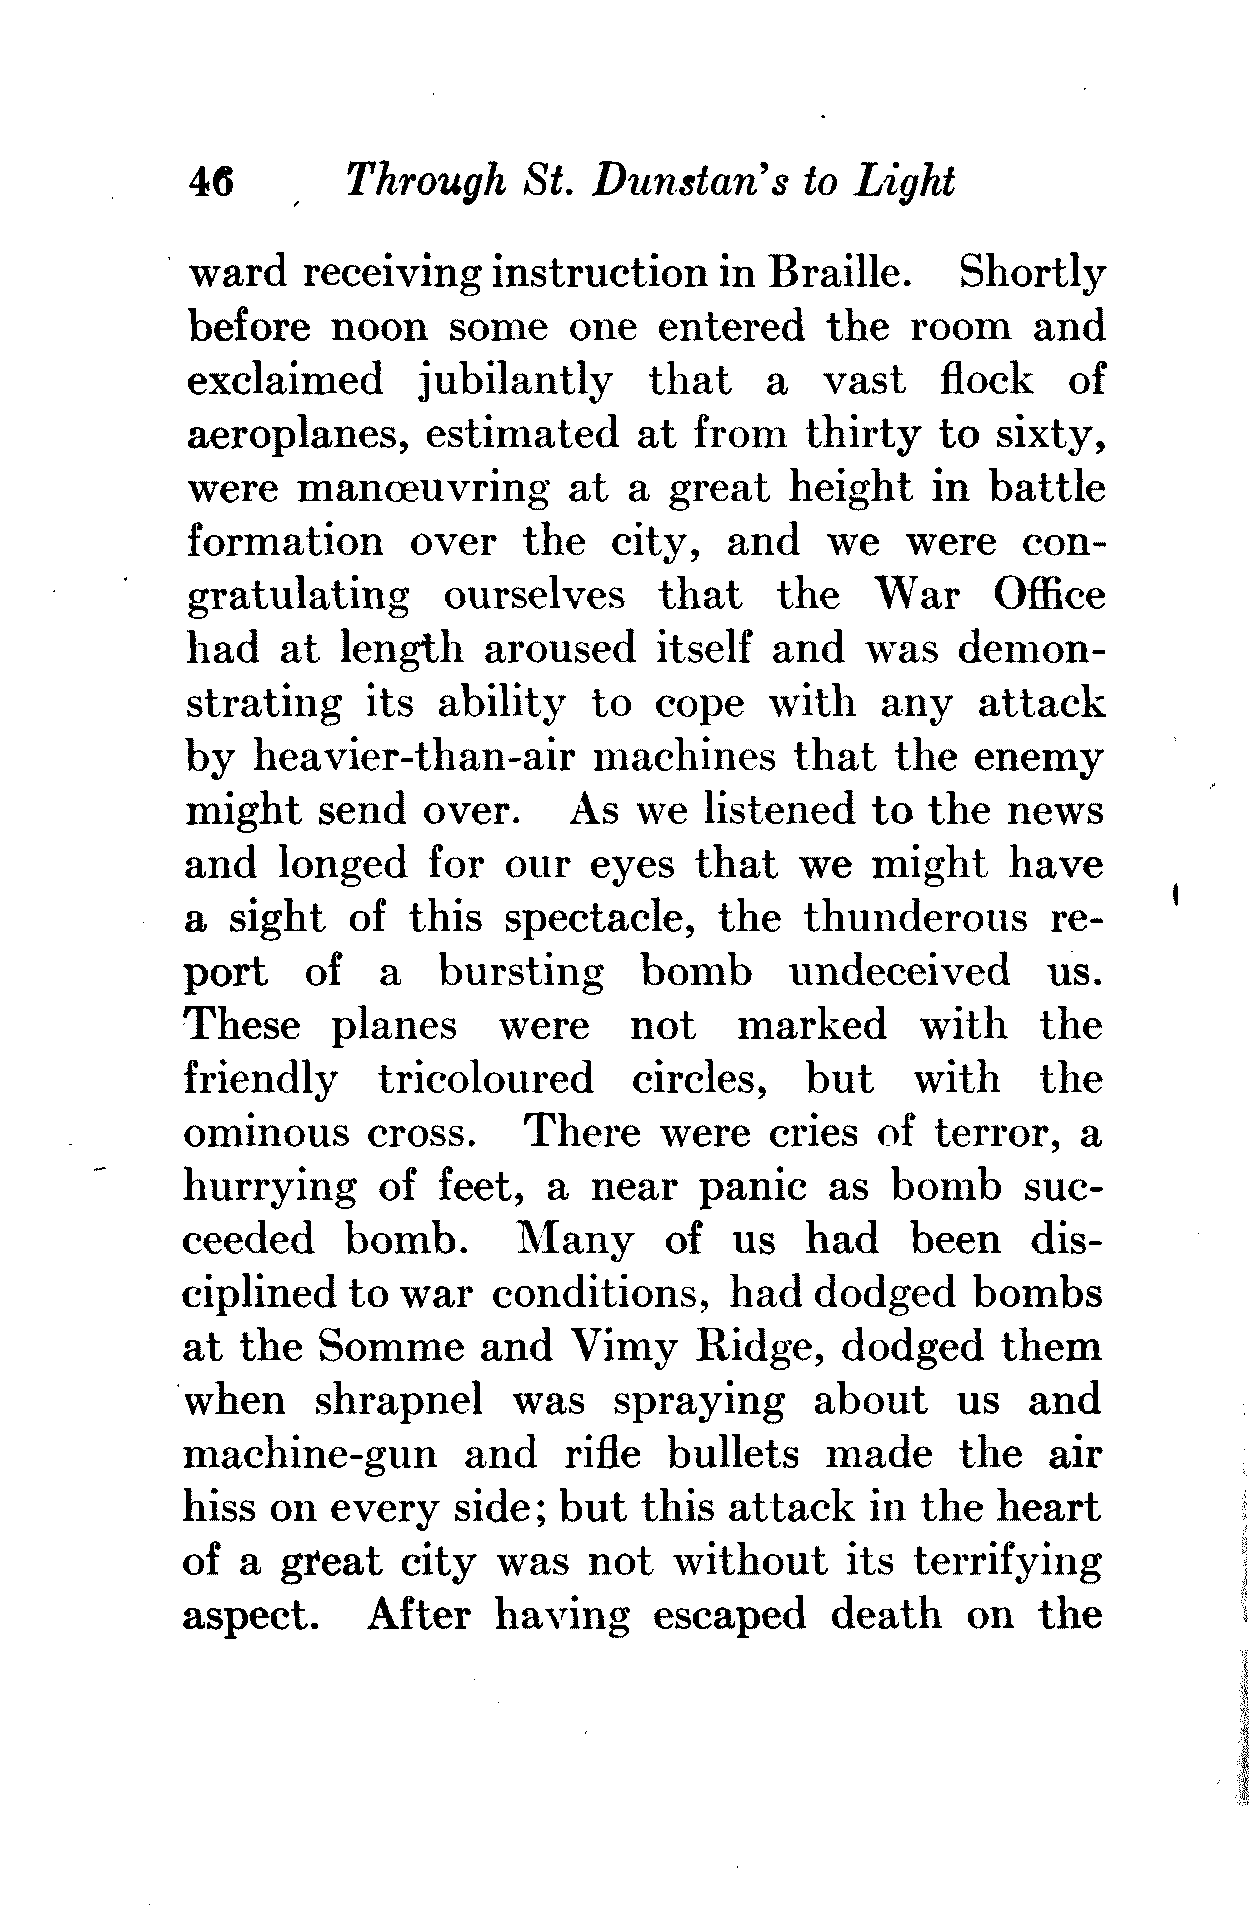 46 Through St. Dunstan's to Light
ward receiving instruction in Braille. Shortly
before noon some one entered the room and
exclaimed jubilantly that a vast flock of
aeroplanes, estimated at from thirty to sixty,
were manœuvring at a great height in battle
formation over the city, and we were con-
gratulating ourselves that the War Office
had at length aroused itself and was demon-
strating its ability to cope with any attack
by heavier-than-air machines that the enemy
might send over. As we listened to the news
and longed for our eyes that we might have
a sight of this spectacle, the thunderous re-
port of a bursting bomb undeceived us.
These planes were not marked with the
friendly tricoloured circles, but with the
ominous cross. There were cries of terror, a
hurrying of feet, a near panic as bomb suc-
ceeded bomb. Many of us had been dis-
ciplined to war conditions, had dodged bombs
at the Somme and Vimy Ridge, dodged them
when shrapnel was spraying about us and
machine-gun and rifle bullets made the air
hiss on every side; but this attack in the heart
of a great city was not without its terrifying
aspect. After having escaped death on the